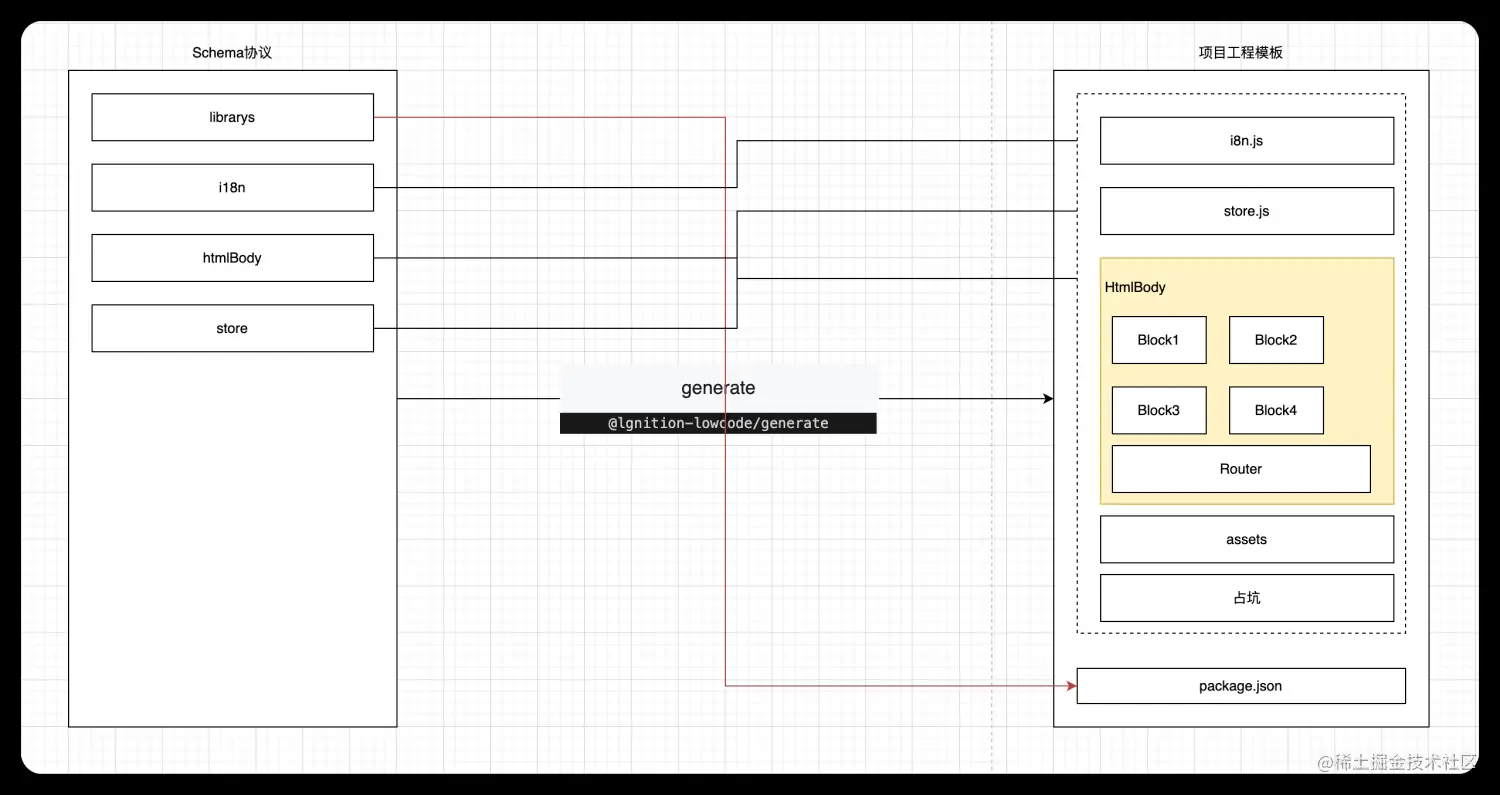 Schema协议
librarys
i18n
htmlBody
store
generate
@lgnition-lowcode/generate
项目工程模板
i8n.js
store.js
HtmlBody
Block1
Block2
Block3
Block4
Router
assets
占坑
package.json
@稀土掘金技术社区